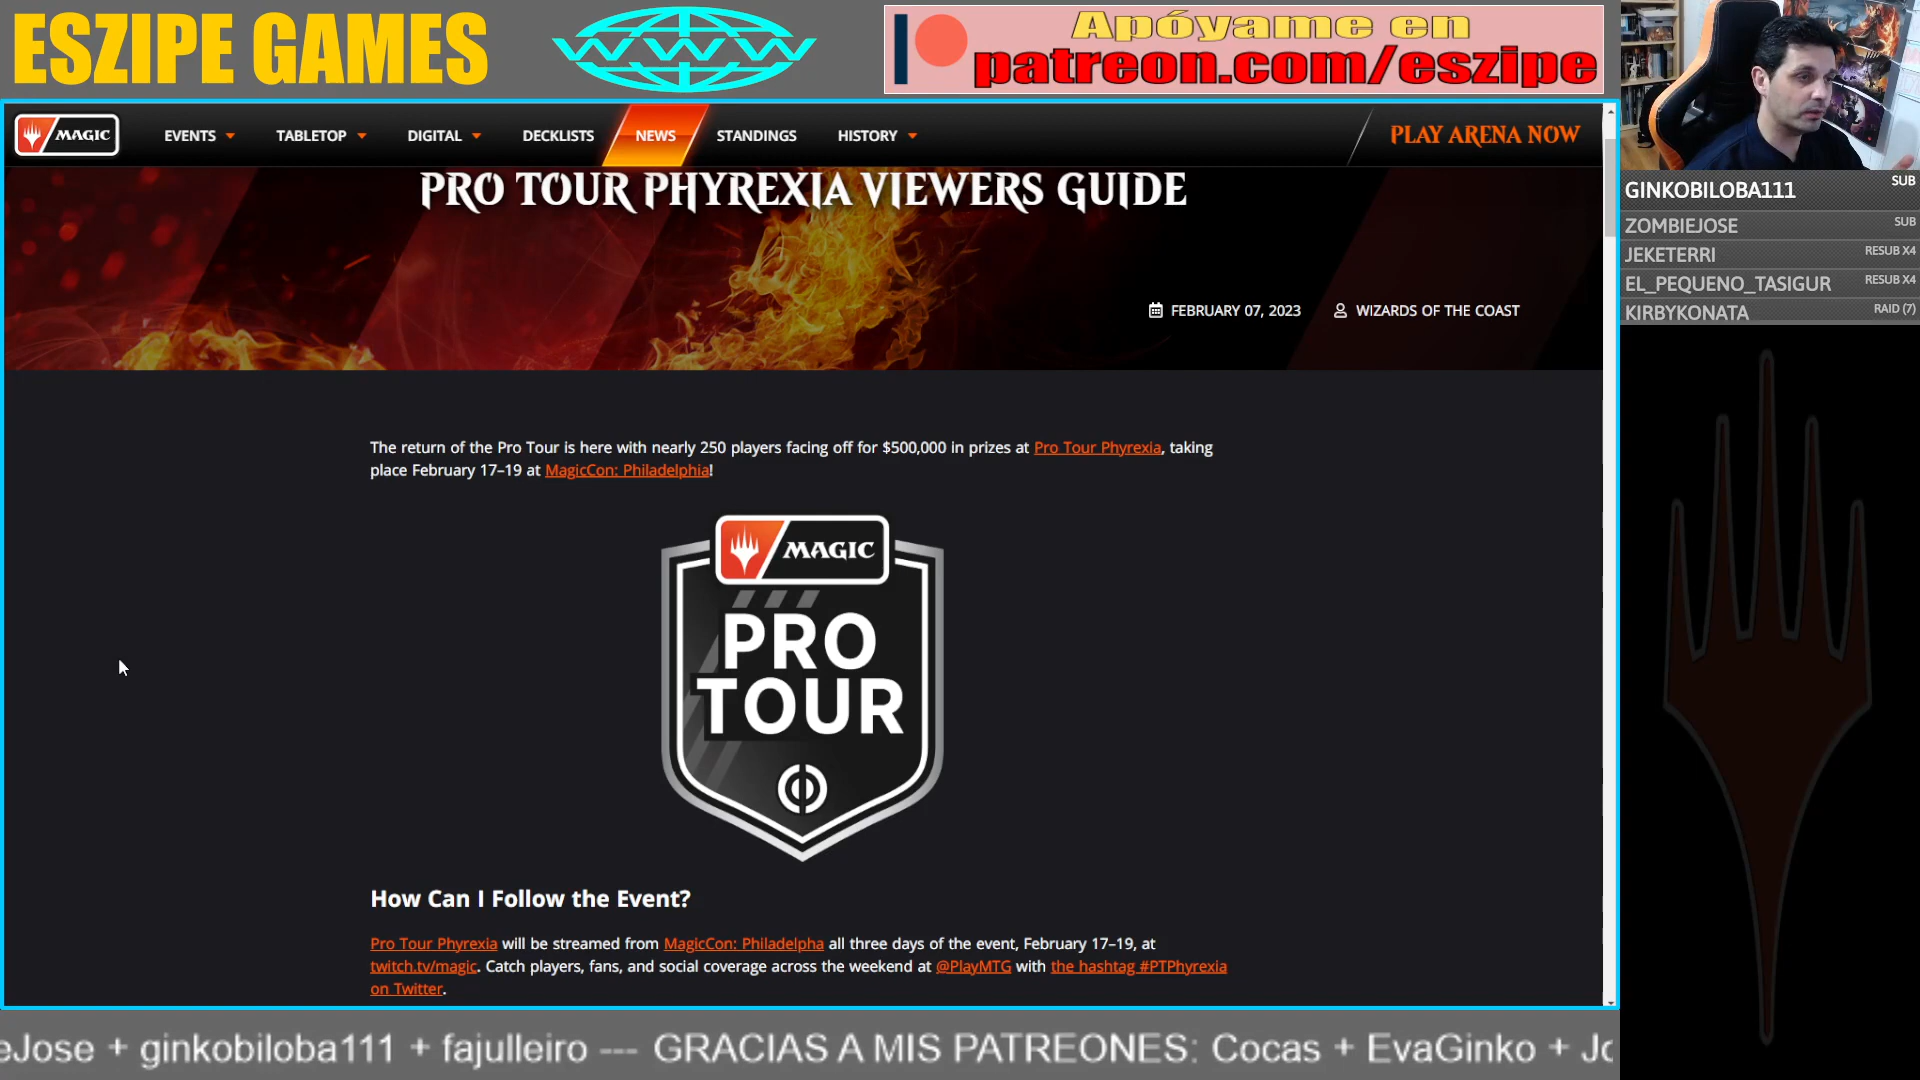 ESZIPE GAMES
WWW
Apóyame en
patreon.com/eszipe
MAGIC
EVENTS
TABLETOP
DIGITAL
DECKLISTS
NEWS
STANDINGS
HISTORY
PLAY ARENA NOW
PRO TOUR PHYREXIA VIEWERS GUIDE
FEBRUARY 07, 2023
WIZARDS OF THE COAST
GINKOBILOBA111 SUB
ZOMBIEJOSE SUB
JEKETERRI RESUB X4
EL_PEQUENO_TASIGUR RESUB X4
KIRBYKONATA RAID (7)
The return of the Pro Tour is here with nearly 250 players facing off for $500,000 in prizes at Pro Tour Phyrexia, taking
place February 17–19 at MagicCon: Philadelphia!
MAGIC
PRO
TOUR
How Can I Follow the Event?
Pro Tour Phyrexia will be streamed from MagicCon: Philadelpha all three days of the event, February 17–19, at
twitch.tv/magic. Catch players, fans, and social coverage across the weekend at @PlayMTG with the hashtag #PTPhyrexia
on Twitter.
eJose + ginkobiloba111 + fajulleiro --- GRACIAS A MIS PATREONES: Cocas + EvaGinko + Jo